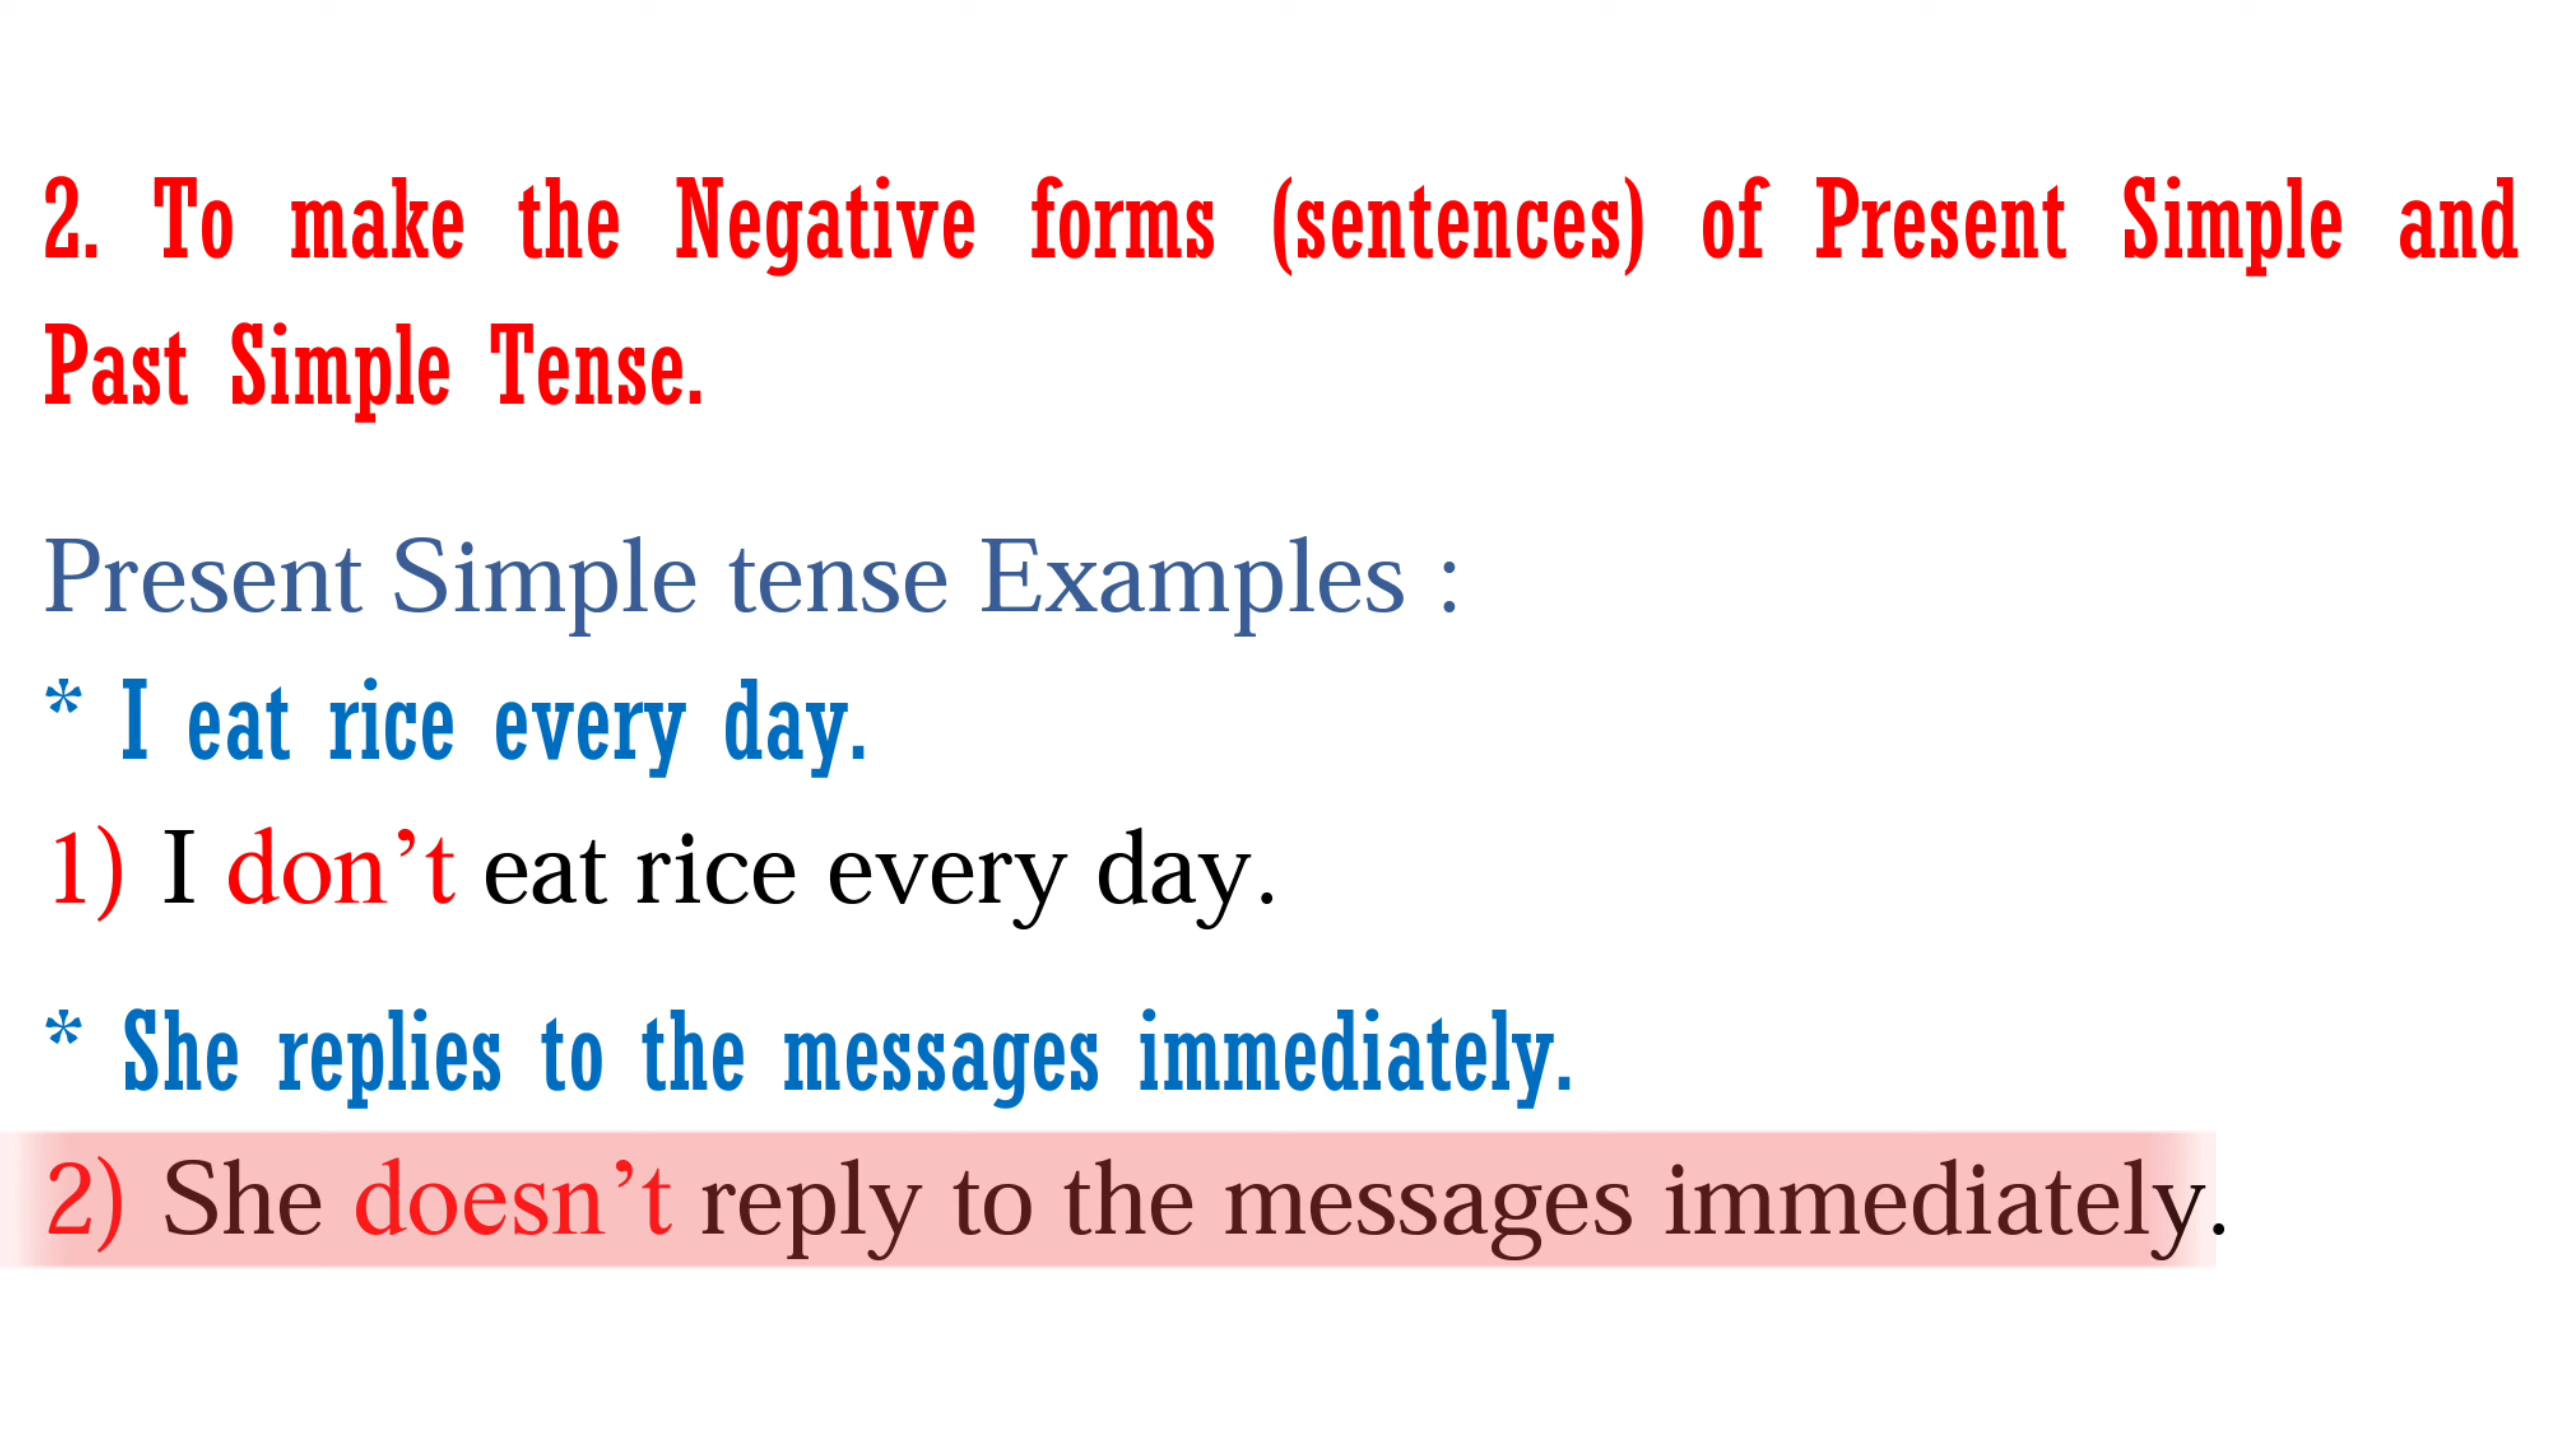 2. To make the Negative forms (sentences) of Present Simple and
Past Simple Tense.
Present Simple tense Examples :
* I eat rice every day.
1) I don’t eat rice every day.
* She replies to the messages immediately.
2) She doesn’t reply to the messages immediately.